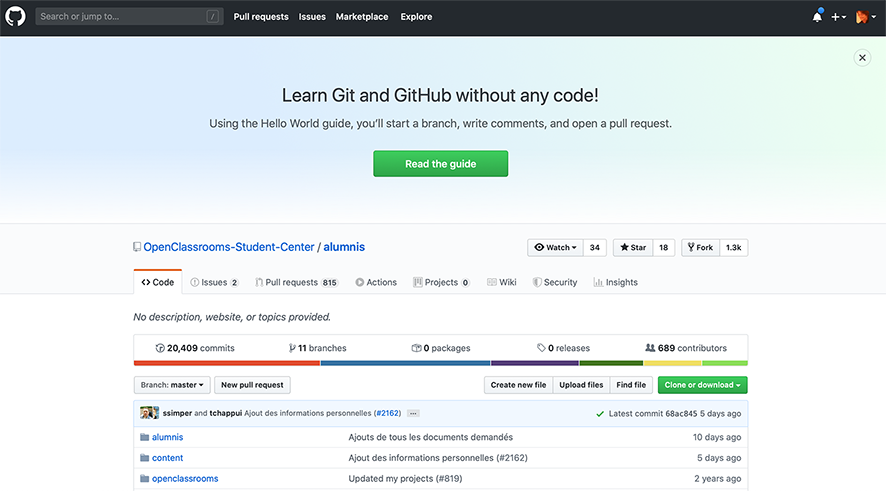 Search or jump to... /
Pull requests Issues Marketplace Explore
Learn Git and GitHub without any code!
Using the Hello World guide, you'll start a branch, write comments, and open a pull request.
Read the guide
OpenClassrooms-Student-Center / alumnis
Watch 34 Star 18 Fork 1.3k
Code Issues 2 Pull requests 815 Actions Projects 0 Wiki Security Insights
No description, website, or topics provided.
20,409 commits 11 branches 0 packages 0 releases 689 contributors
Branch: master New pull request Create new file Upload files Find file Clone or download
ssimper and tchappui Ajout des informations personnelles (#2162) ... Latest commit 68ac845 5 days ago
alumnis Ajouts de tous les documents demandés 10 days ago
content Ajout des informations personnelles (#2162) 5 days ago
openclassrooms Updated my projects (#819) 2 years ago